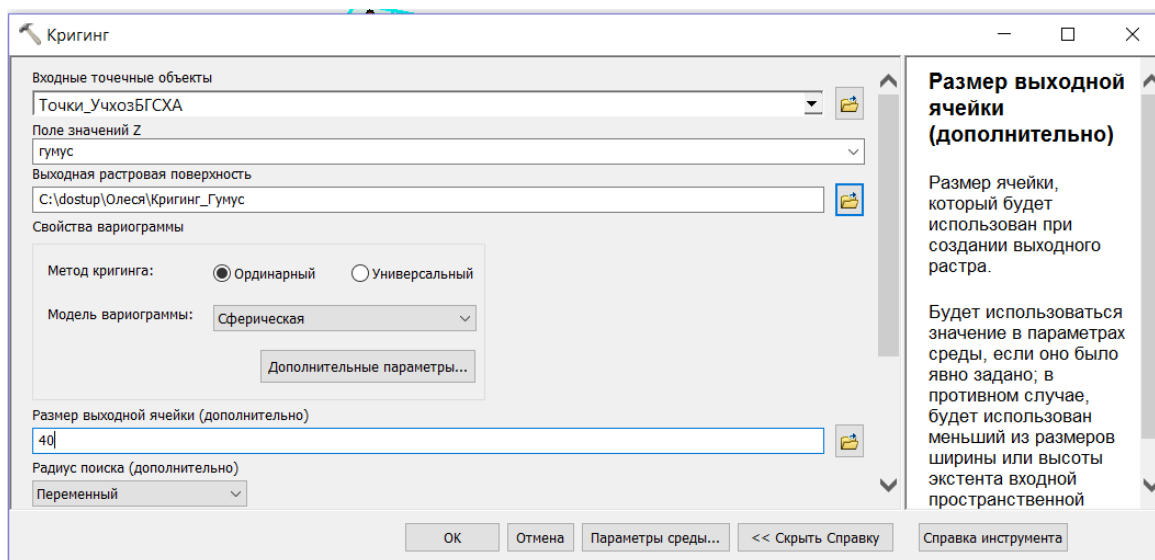 Кригинг
Входные точечные объекты
Точки_УчхозБГСХА
Поле значений Z
гумус
Выходная растровая поверхность
C:\dostup\Олеся\Кригинг_Гумус
Свойства вариограммы
Метод кригинга:
Ординарный
Универсальный
Модель вариограммы:
Сферическая
Дополнительные параметры...
Размер выходной ячейки (дополнительно)
40
Радиус поиска (дополнительно)
Переменный
Размер выходной
ячейки
(дополнительно)
Размер ячейки,
который будет
использован при
создании выходного
растра.
Будет использоваться
значение в параметрах
среды, если оно было
явно задано; в
противном случае,
будет использован
меньший из размеров
ширины или высоты
экстента входной
пространственной
ОК
Отмена
Параметры среды...
<< Скрыть Справку
Справка инструмента